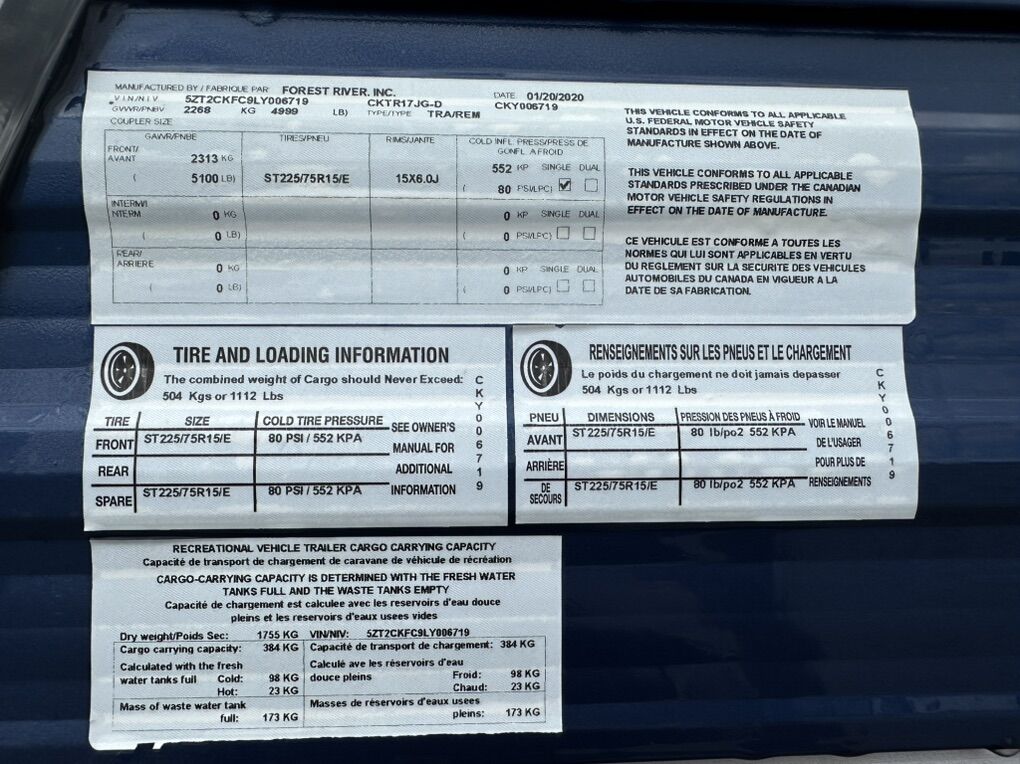 MANUFACTURED BY / FABRIQUE PAR FOREST RIVER. INC. DATE 01/20/2020
VIN/NIV 5ZT2CKFC9LY006719 CKTR17JG-D CKY006719
GVWR/PNBV 2268 KG 4999 LB) TYPE/TYPE TRA/REM
COUPLER SIZE
GAWR/PNBE TIRES/PNEU RIMS/JANTE COLD INFL PRESS/PRESS DE GONFL A FROID
FRONT/ AVANT 2313 KG 552 KP SINGLE DUAL
( 5100 LB) ST225/75R15/E 15X6.0J ( 80 PSI/LPC)
INTERM/ INTERM 0 KG 0 KP SINGLE DUAL
( 0 LB) ( 0 PSI/LPC)
REAR/ ARRIERE 0 KG 0 KP SINGLE DUAL
( 0 LB) ( 0 PSI/LPC)
THIS VEHICLE CONFORMS TO ALL APPLICABLE
U.S. FEDERAL MOTOR VEHICLE SAFETY
STANDARDS IN EFFECT ON THE DATE OF
MANUFACTURE SHOWN ABOVE.
THIS VEHICLE CONFORMS TO ALL APPLICABLE
STANDARDS PRESCRIBED UNDER THE CANADIAN
MOTOR VEHICLE SAFETY REGULATIONS IN
EFFECT ON THE DATE OF MANUFACTURE.
CE VEHICULE EST CONFORME A TOUTES LES
NORMES QUI LUI SONT APPLICABLES EN VERTU
DU REGLEMENT SUR LA SECURITE DES VEHICULES
AUTOMOBILES DU CANADA EN VIGUEUR A LA
DATE DE SA FABRICATION.
TIRE AND LOADING INFORMATION
The combined weight of Cargo should Never Exceed:
504 Kgs or 1112 Lbs
TIRE SIZE COLD TIRE PRESSURE
FRONT ST225/75R15/E 80 PSI / 552 KPA
REAR
SPARE ST225/75R15/E 80 PSI / 552 KPA
SEE OWNER'S
MANUAL FOR
ADDITIONAL
INFORMATION
CKY006719
RENSEIGNEMENTS SUR LES PNEUS ET LE CHARGEMENT
Le poids du chargement ne doit jamais depasser
504 Kgs or 1112 Lbs
PNEU DIMENSIONS PRESSION DES PNEUS À FROID
AVANT ST225/75R15/E 80 lb/po2 552 KPA
ARRIÈRE
DE SECOURS ST225/75R15/E 80 lb/po2 552 KPA
VOIR LE MANUEL
DE L'USAGER
POUR PLUS DE
RENSEIGNEMENTS
CKY006719
RECREATIONAL VEHICLE TRAILER CARGO CARRYING CAPACITY
Capacité de transport de chargement de caravane de véhicule de récréation
CARGO-CARRYING CAPACITY IS DETERMINED WITH THE FRESH WATER
TANKS FULL AND THE WASTE TANKS EMPTY
Capacité de chargement est calculee avec les reservoirs d'eau douce
pleins et les reservoirs d'eaux usees vides
Dry weight/Poids Sec: 1755 KG VIN/NIV: 5ZT2CKFC9LY006719
Cargo carrying capacity: 384 KG Capacité de transport de chargement: 384 KG
Calculated with the fresh Calculé ave les réservoirs d'eau
water tanks full Cold: 98 KG douce pleins Froid: 98 KG
Hot: 23 KG Chaud: 23 KG
Mass of waste water tank Masses de réservoirs d'eaux usees
full: 173 KG pleins: 173 KG